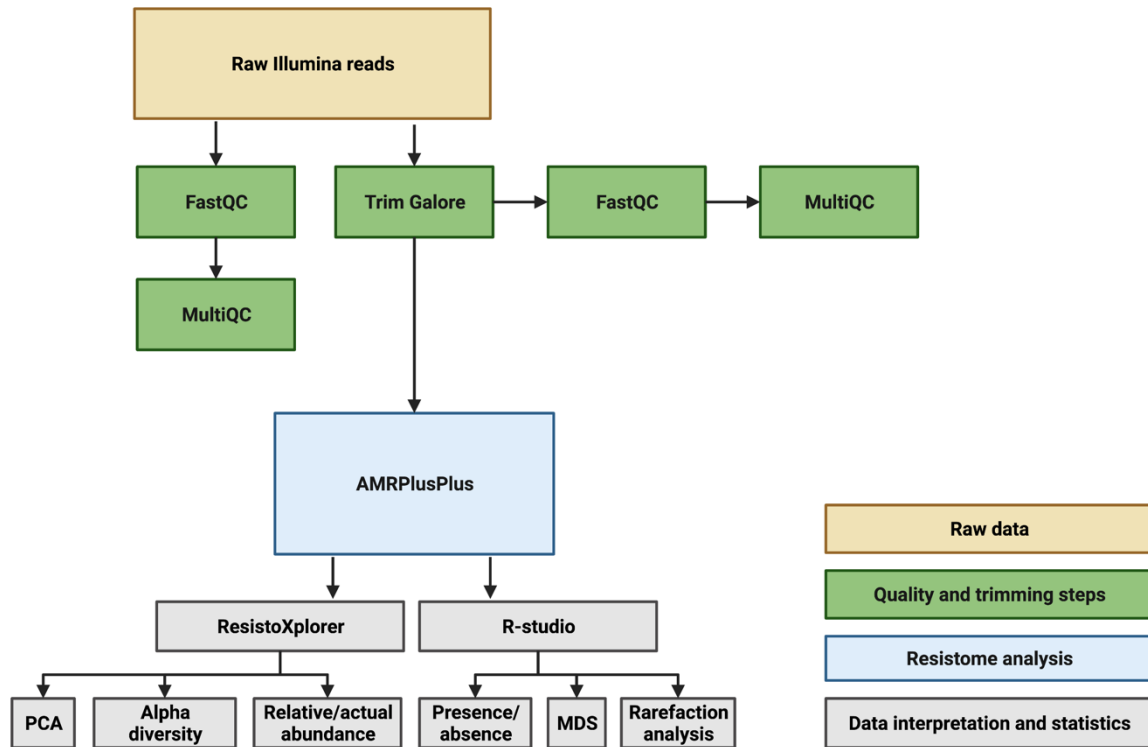 Raw Illumina reads
FastQC
Trim Galore
FastQC
MultiQC
MultiQC
AMRPlusPlus
ResistoXplorer
R-studio
PCA
Alpha
diversity
Relative/actual
abundance
Presence/
absence
MDS
Rarefaction
analysis
Raw data
Quality and trimming steps
Resistome analysis
Data interpretation and statistics